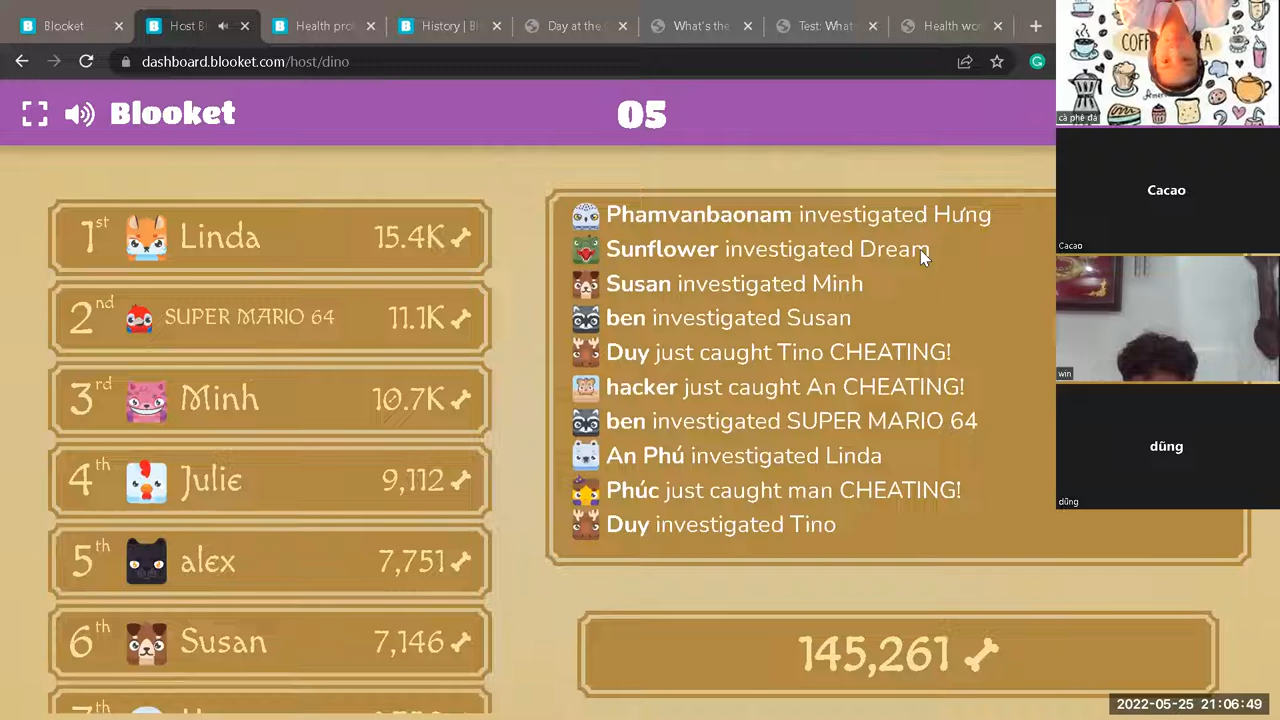 Blooket
Host B
Health pro
History | Bl
Day at the
What's the
Test: What
Health wo
dashboard.blooket.com/host/dino
Blooket
05
1st Linda 15.4K
2nd SUPER MARIO 64 11.1K
3rd Minh 10.7K
4th Julie 9,112
5th alex 7,751
6th Susan 7,146
Phamvanbaonam investigated Hưng
Sunflower investigated Dream
Susan investigated Minh
ben investigated Susan
Duy just caught Tino CHEATING!
hacker just caught An CHEATING!
ben investigated SUPER MARIO 64
An Phú investigated Linda
Phúc just caught man CHEATING!
Duy investigated Tino
145,261
cà phê đá
Cacao
Cacao
win
dũng
dũng
2022-05-25 21:06:49